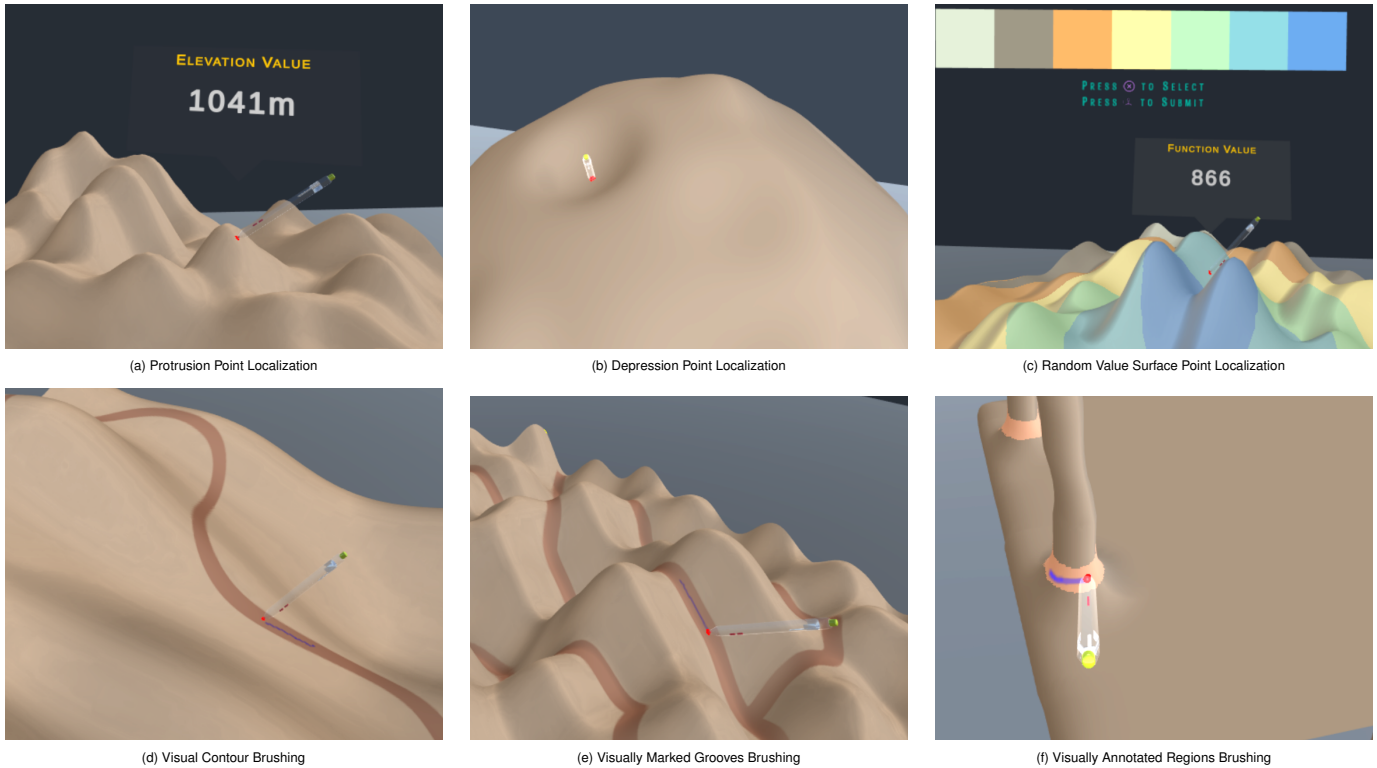 ELEVATION VALUE
1041m
PRESS ⊗ TO SELECT
PRESS TO SUBMIT
FUNCTION VALUE
866
(a) Protrusion Point Localization
(b) Depression Point Localization
(c) Random Value Surface Point Localization
(d) Visual Contour Brushing
(e) Visually Marked Grooves Brushing
(f) Visually Annotated Regions Brushing